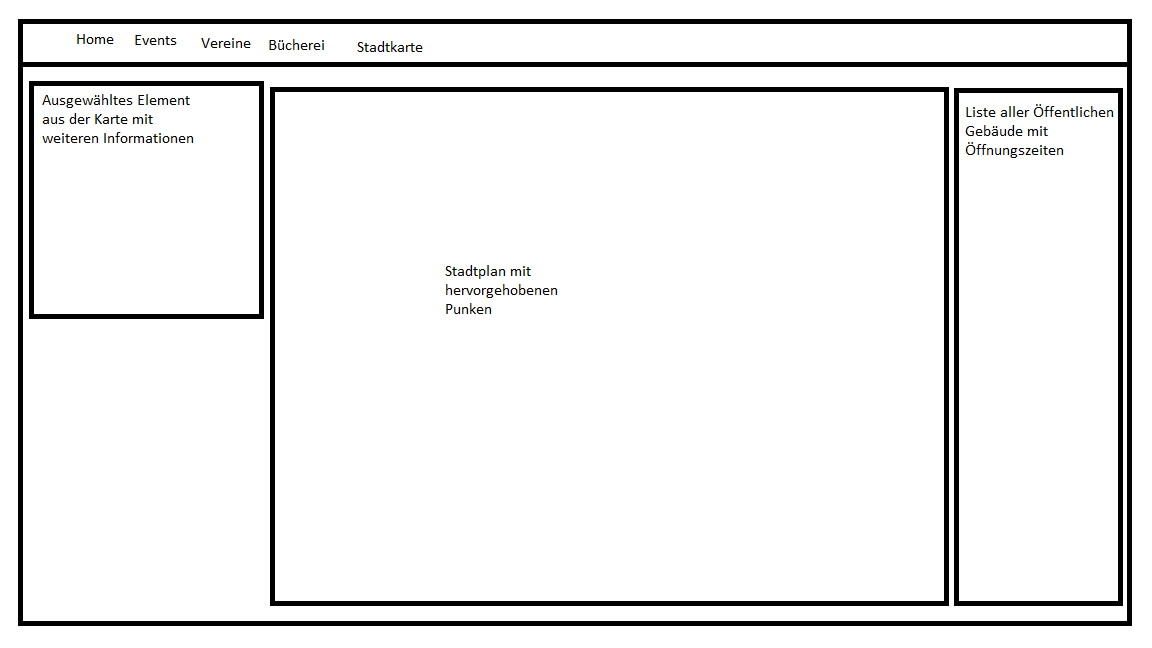 Home Events Vereine Bücherei Stadtkarte
Ausgewähltes Element
aus der Karte mit
weiteren Informationen
Stadtplan mit
hervorgehobenen
Punken
Liste aller Öffentlichen
Gebäude mit
Öffnungszeiten